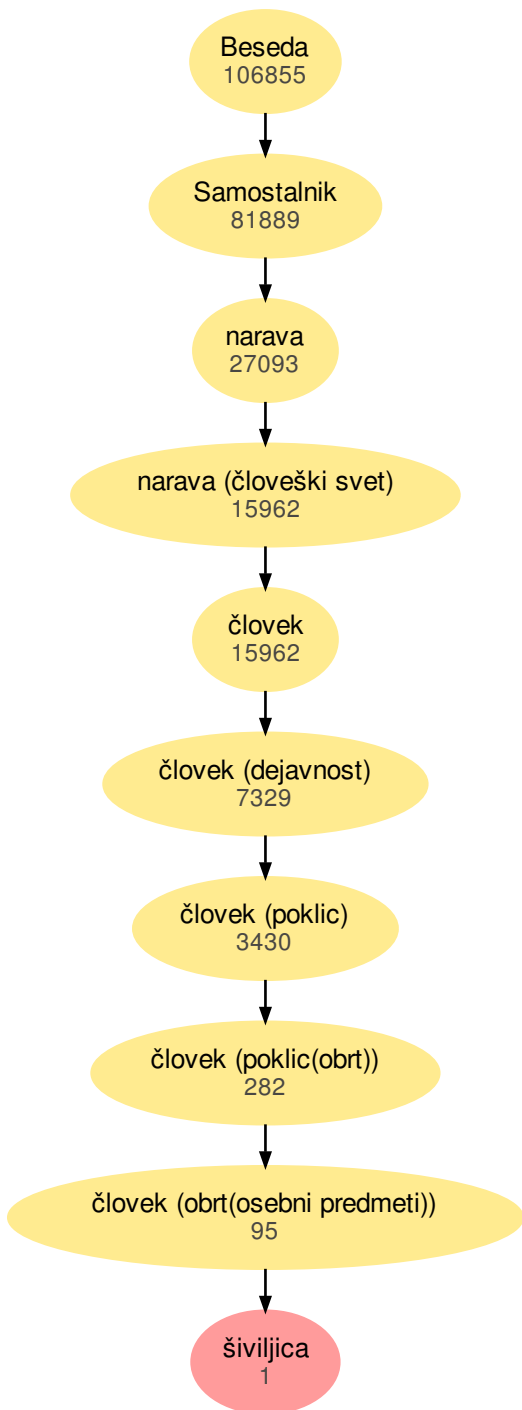 Beseda
106855
Samostalnik
81889
narava
27093
narava (človeški svet)
15962
človek
15962
človek (dejavnost)
7329
človek (poklic)
3430
človek (poklic(obrt))
282
človek (obrt(osebni predmeti))
95
šiviljica
1